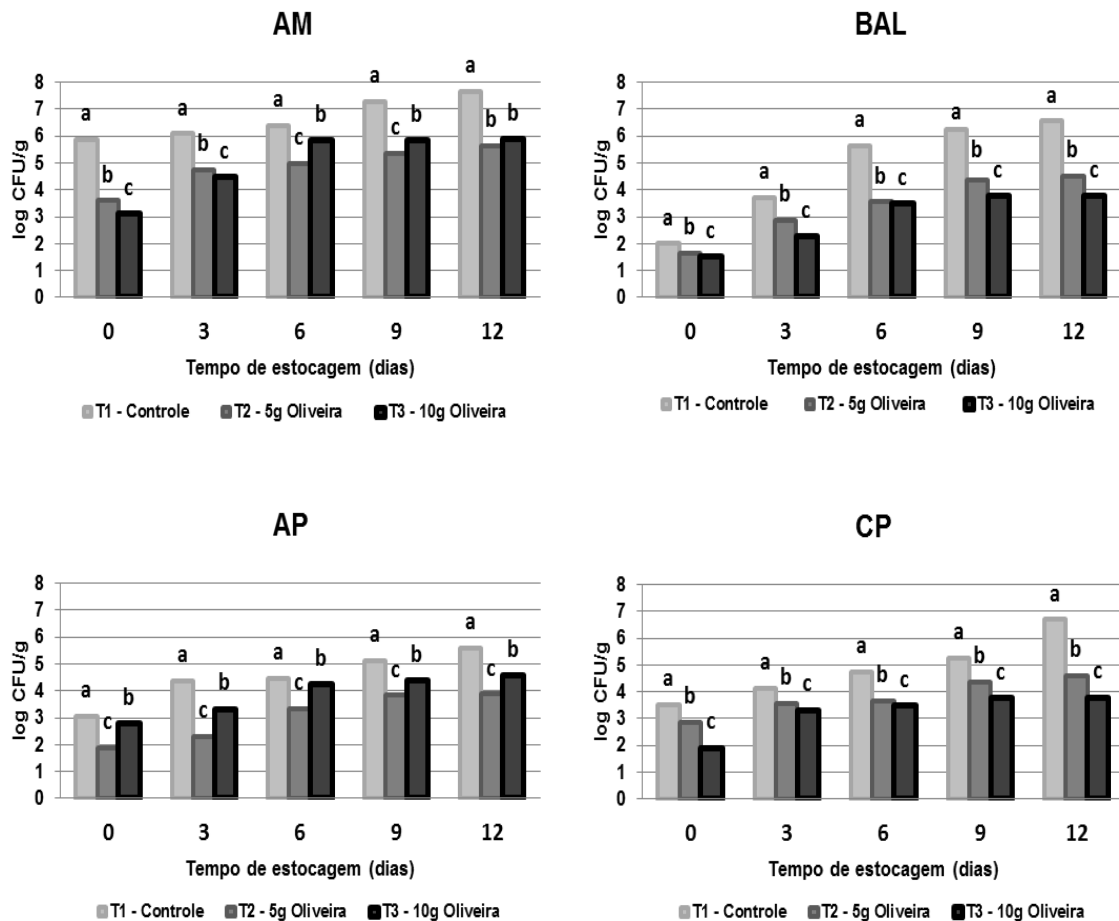 AM
log CFU/g
8
7
6
5
4
3
2
1
0
a b c
a b c
a c b
a c b
a b b
0 3 6 9 12
Tempo de estocagem (dias)
T1 - Controle T2 - 5g Oliveira T3 - 10g Oliveira
BAL
log CFU/g
8
7
6
5
4
3
2
1
0
a b c
a b c
a b c
a b c
a b c
0 3 6 9 12
Tempo de estocagem (dias)
T1 - Controle T2 - 5g Oliveira T3 - 10g Oliveira
AP
log CFU/g
8
7
6
5
4
3
2
1
0
a c b
a c b
a c b
a c b
a c b
0 3 6 9 12
Tempo de estocagem (dias)
T1 - Controle T2 - 5g Oliveira T3 - 10g Oliveira
CP
log CFU/g
8
7
6
5
4
3
2
1
0
a b c
a b c
a b c
a b c
a b c
0 3 6 9 12
Tempo de estocagem (dias)
T1 - Controle T2 - 5g Oliveira T3 - 10g Oliveira